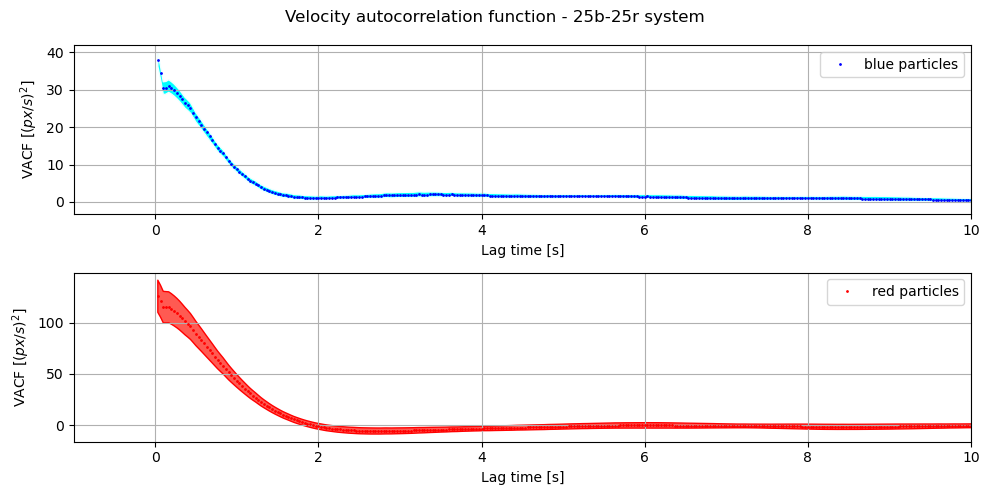 Velocity autocorrelation function - 25b-25r system
VACF [(px/s)²]
40
30
20
10
0
blue particles
0
2
4
6
8
10
Lag time [s]
VACF [(px/s)²]
100
50
0
red particles
0
2
4
6
8
10
Lag time [s]